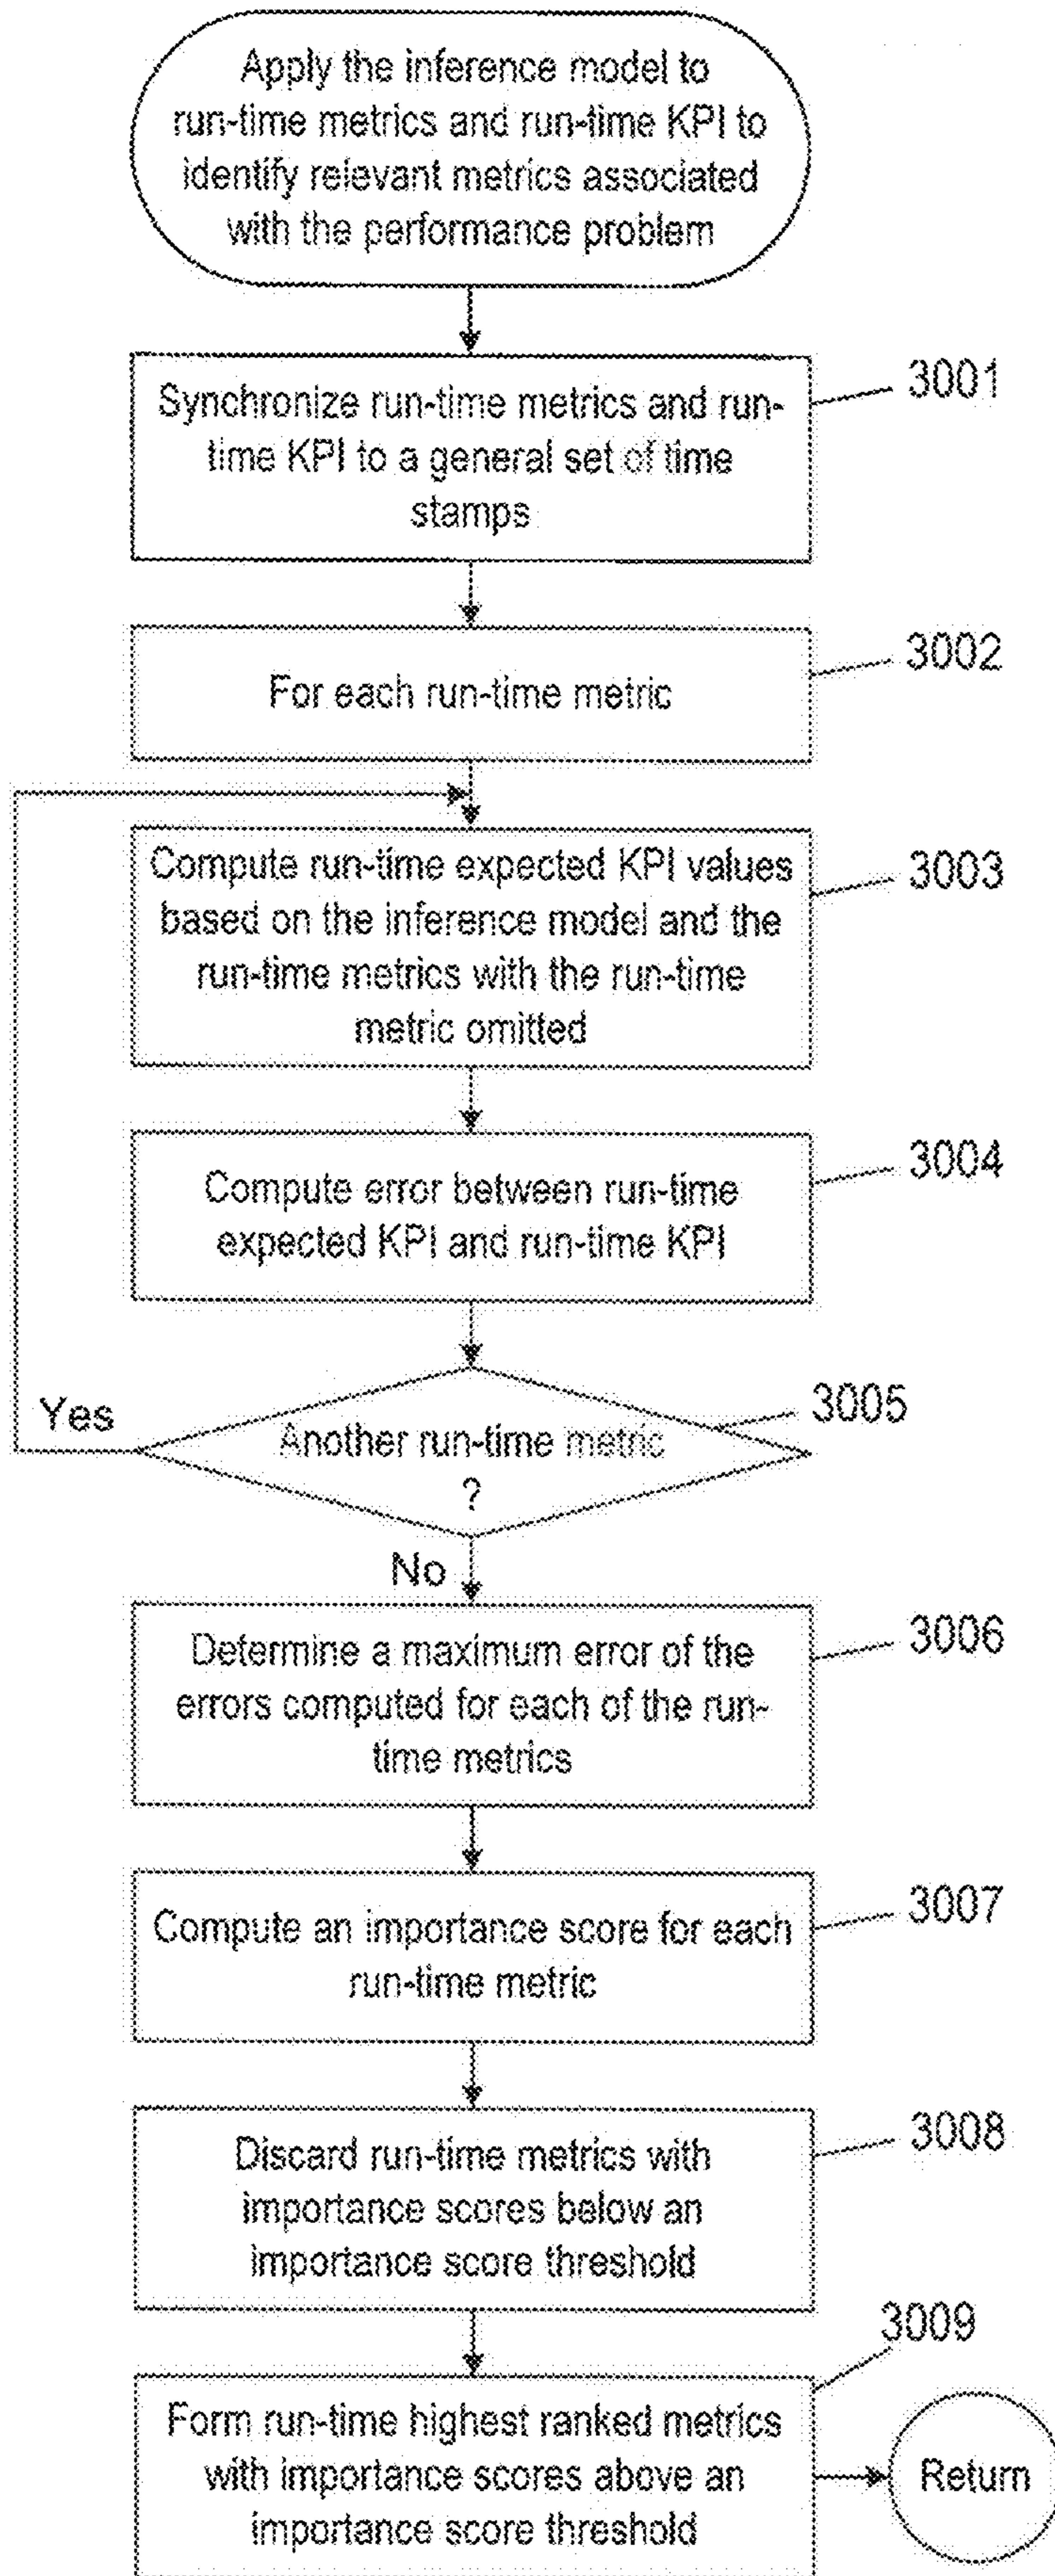 Apply the inference model to
run-time metrics and run-time KPI to
identify relevant metrics associated
with the performance problem
3001
Synchronize run-time metrics and run-
time KPI to a general set of time
stamps
3002
For each run-time metric
3003
Compute run-time expected KPI values
based on the inference model and the
run-time metrics with the run-time
metric omitted
3004
Compute error between run-time
expected KPI and run-time KPI
Yes
3005
Another run-time metric
?
No
3006
Determine a maximum error of the
errors computed for each of the run-
time metrics
3007
Compute an importance score for each
run-time metric
3008
Discard run-time metrics with
importance scores below an
importance score threshold
3009
Form run-time highest ranked metrics
with importance scores above an
importance score threshold
Return